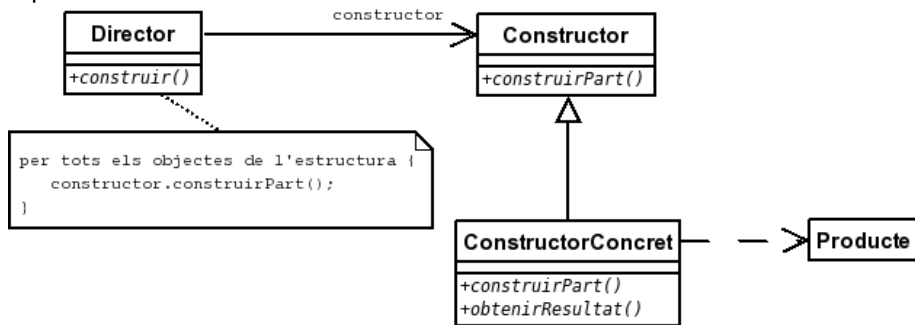 constructor
Director
Constructor
+construir()
+construirPart()
per tots els objectes de l'estructura {
constructor.construirPart();
}
ConstructorConcret
Producte
+construirPart()
+obtenirResultat()